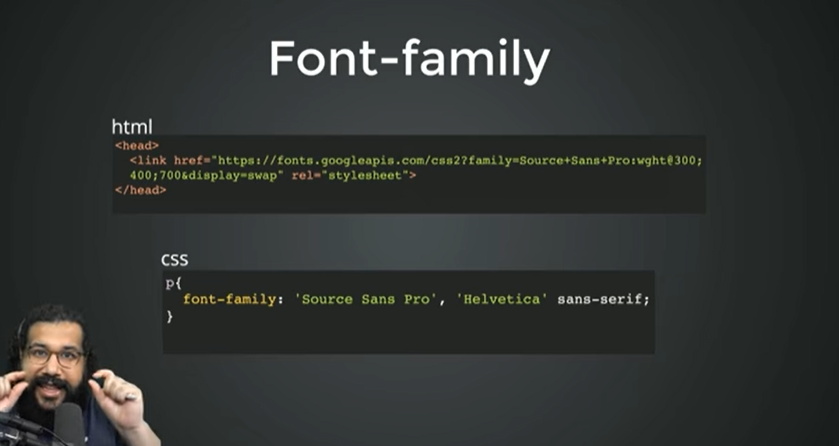 Font-family
html
<head>
<link href="https://fonts.googleapis.com/css2?family=Source+Sans+Pro:wght@300;
400;700&display=swap" rel="stylesheet">
</head>
css
p{
font-family: 'Source Sans Pro', 'Helvetica' sans-serif;
}